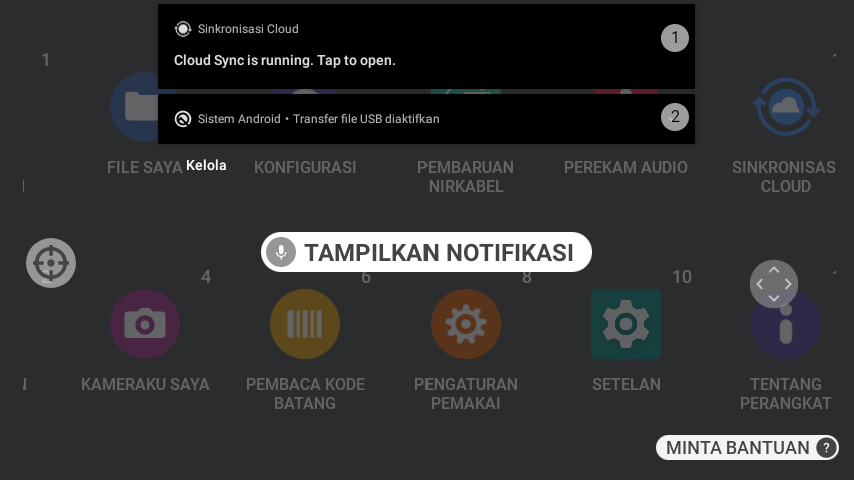 Sinkronisasi Cloud
1
Cloud Sync is running. Tap to open.
1
Sistem Android • Transfer file USB diaktifkan
2
FILE SAYA
Kelola
KONFIGURASI
PEMBARUAN
NIRKABEL
PEREKAM AUDIO
SINKRONISAS
CLOUD
TAMPILKAN NOTIFIKASI
4
6
8
10
KAMERAKU SAYA
PEMBACA KODE
BATANG
PENGATURAN
PEMAKAI
SETELAN
TENTANG
PERANGKAT
MINTA BANTUAN ?